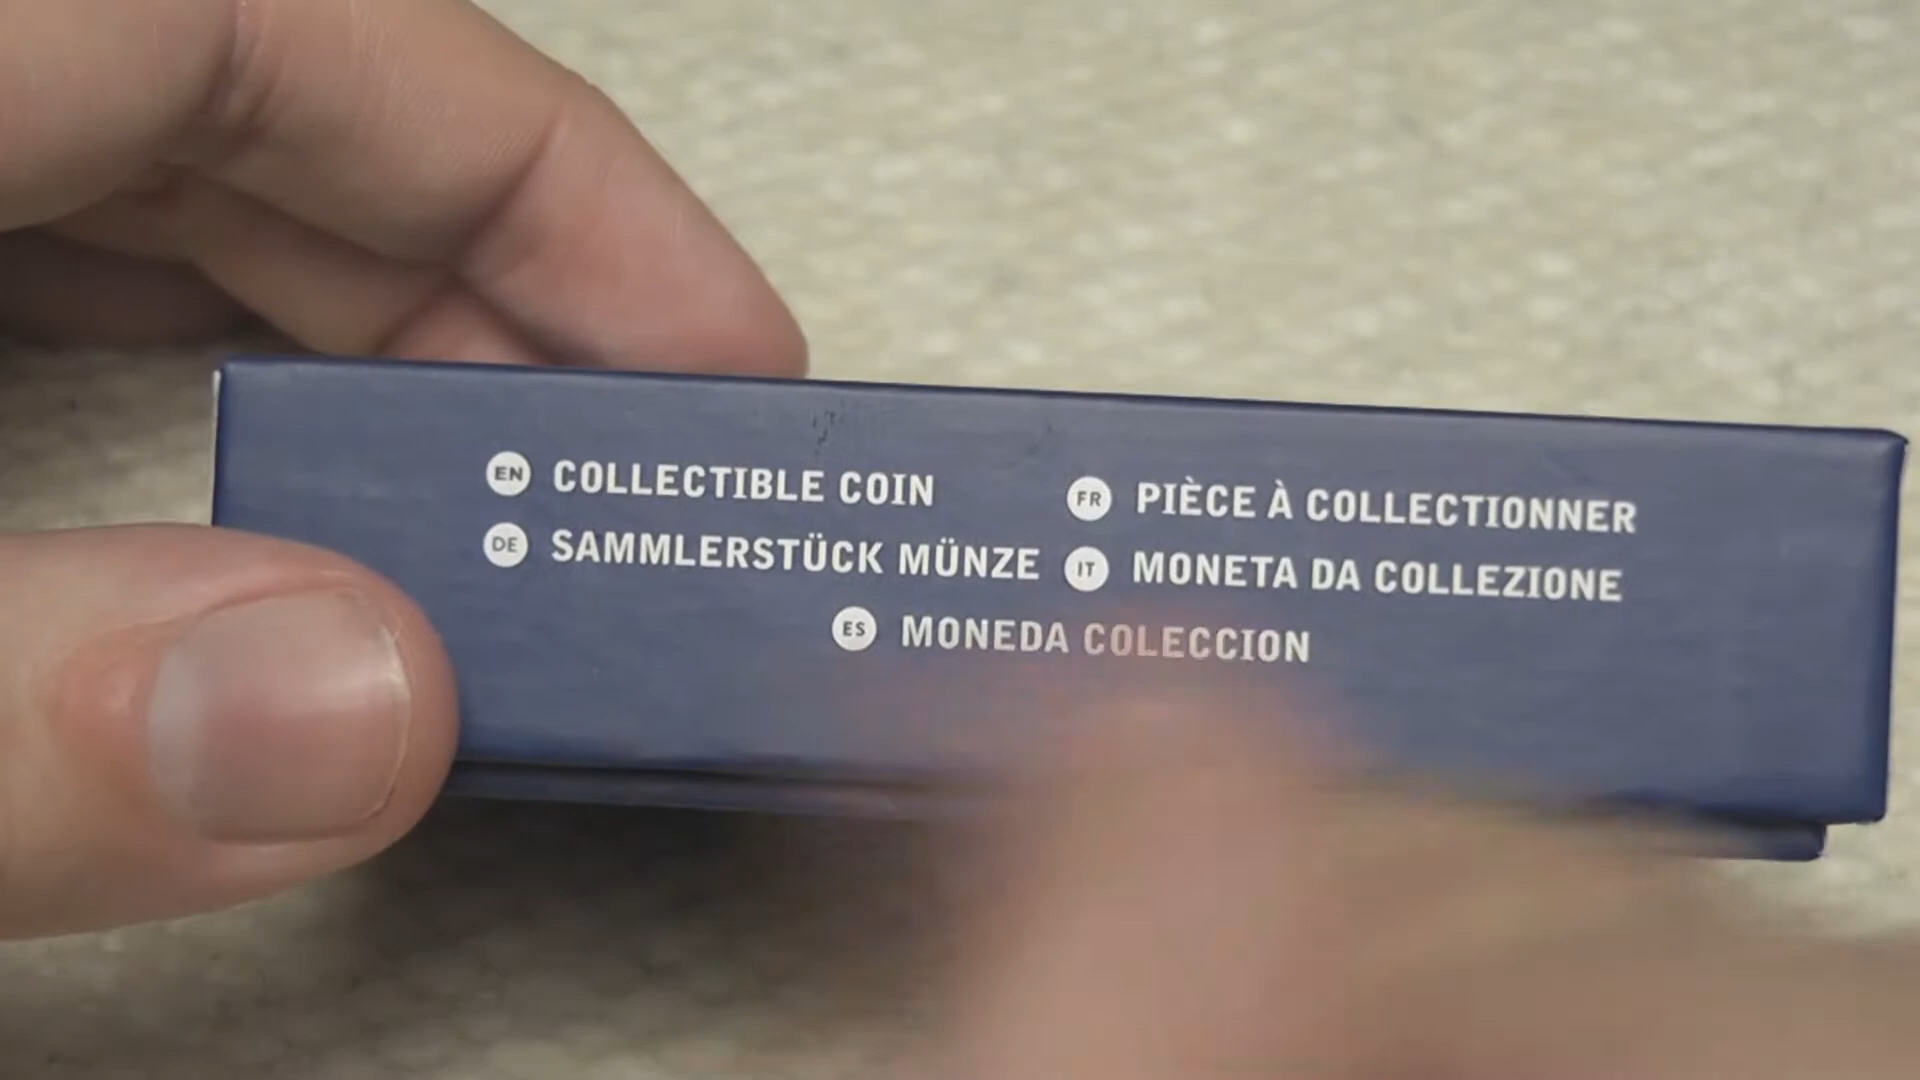 EN COLLECTIBLE COIN
FR PIÈCE À COLLECTIONNER
DE SAMMLERSTÜCK MÜNZE
IT MONETA DA COLLEZIONE
ES MONEDA COLECCION